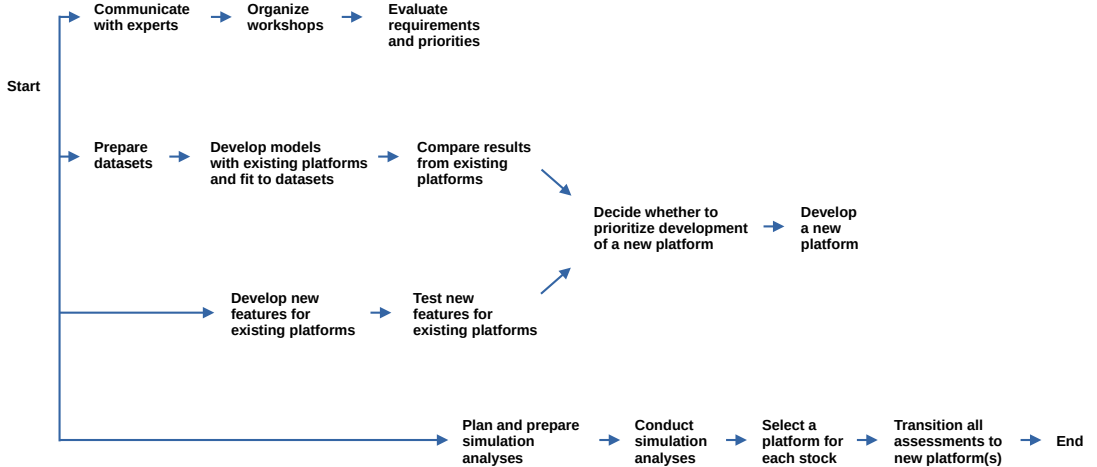 Communicate
with experts
Organize
workshops
Evaluate
requirements
and priorities
Start
Prepare
datasets
Develop models
with existing platforms
and fit to datasets
Compare results
from existing
platforms
Decide whether to
prioritize development
of a new platform
Develop
a new
platform
Develop new
features for
existing platforms
Test new
features for
existing platforms
Plan and prepare
simulation
analyses
Conduct
simulation
analyses
Select a
platform for
each stock
Transition all
assessments to
new platform(s)
End